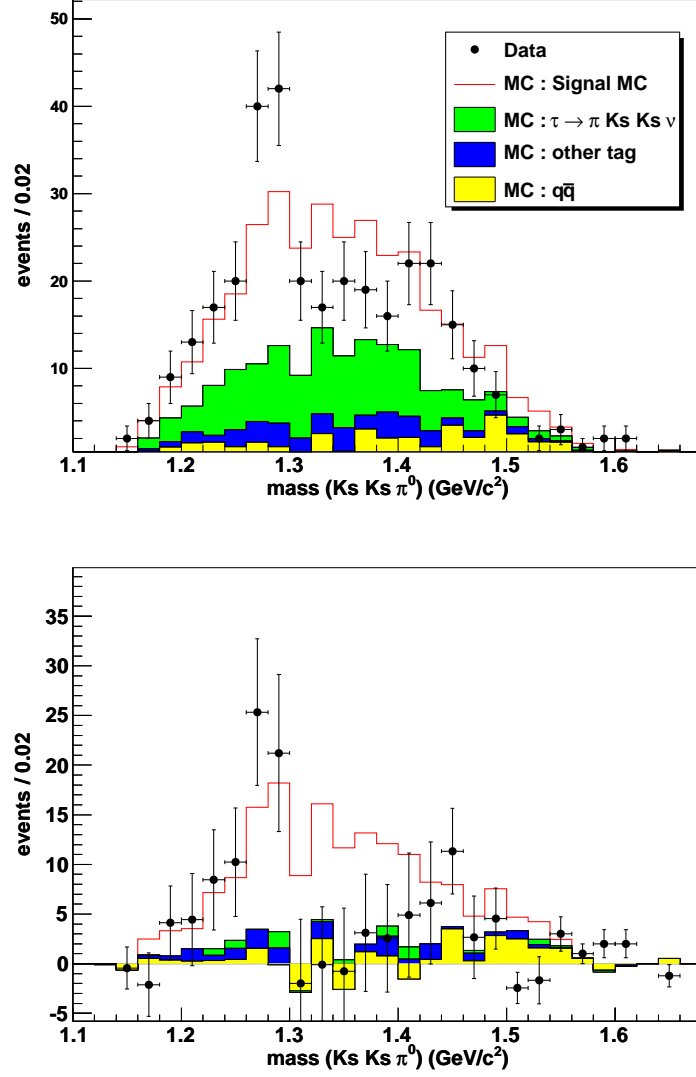 50
40
30
20
10
events / 0.02
Data
MC : Signal MC
MC : τ → π Ks Ks ν
MC : other tag
MC : qq̄
1.1 1.2 1.3 1.4 1.5 1.6
mass (Ks Ks π⁰) (GeV/c²)
35
30
25
20
15
10
5
0
-5
events / 0.02
1.1 1.2 1.3 1.4 1.5 1.6
mass (Ks Ks π⁰) (GeV/c²)